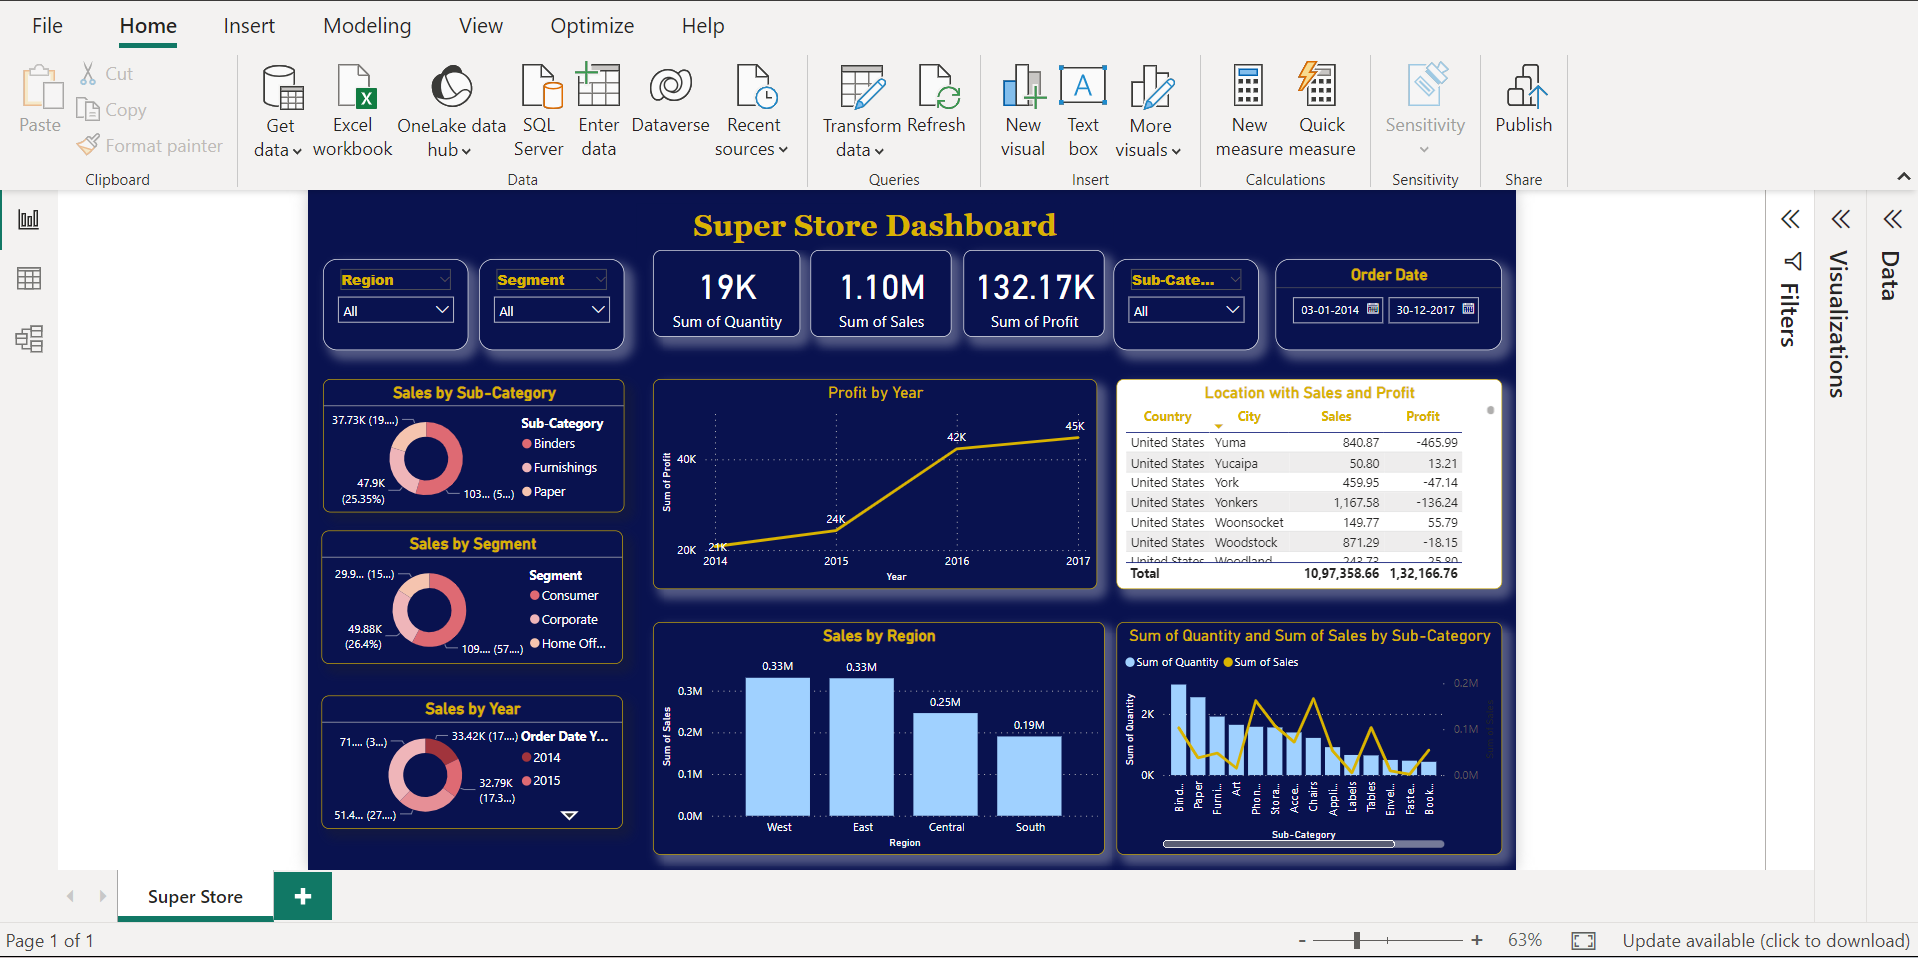 File Home Insert Modeling View Optimize Help
Paste
Cut
Copy
Format painter
Clipboard
Get data
Excel workbook
OneLake data hub
SQL Server
Enter data
Dataverse
Recent sources
Data
Transform data
Refresh
Queries
New visual
Text box
More visuals
Insert
New measure
Quick measure
Calculations
Sensitivity
Sensitivity
Publish
Share
Super Store Dashboard
Region
All
Segment
All
19K
Sum of Quantity
1.10M
Sum of Sales
132.17K
Sum of Profit
Sub-Cate...
All
Order Date
03-01-2014 30-12-2017
Sales by Sub-Category
37.73K (19....)
47.9K
(25.35%)
103... (5...)
Sub-Category
Binders
Furnishings
Paper
Profit by Year
Sum of Profit
40K
20K
21K
24K
42K
45K
2014 2015 2016 2017
Year
Location with Sales and Profit
Country City Sales Profit
United States Yuma 840.87 -465.99
United States Yucaipa 50.80 13.21
United States York 459.95 -47.14
United States Yonkers 1,167.58 -136.24
United States Woonsocket 149.77 55.79
United States Woodstock 871.29 -18.15
United States Woodland 243.73 25.80
Total 10,97,358.66 1,32,166.76
Sales by Segment
29.9... (15...)
49.88K
(26.4%)
109.... (57....)
Segment
Consumer
Corporate
Home Off...
Sales by Year
71.... (3...)
33.42K (17....)
32.79K
(17.3...)
51.4... (27....)
Order Date Y...
2014
2015
Sales by Region
Sum of Sales
0.3M
0.2M
0.1M
0.0M
0.33M
0.33M
0.25M
0.19M
West East Central South
Region
Sum of Quantity and Sum of Sales by Sub-Category
Sum of Quantity Sum of Sales
Sum of Quantity
2K
0K
0.2M
0.1M
0.0M
Sum of Sales
Bind...
Paper
Furni...
Art
Phon...
Stora...
Acce...
Chairs
Appli...
Labels
Tables
Envel...
Faste...
Book...
Sub-Category
Filters
Visualizations
Data
Super Store
Page 1 of 1
- + 63% Update available (click to download)